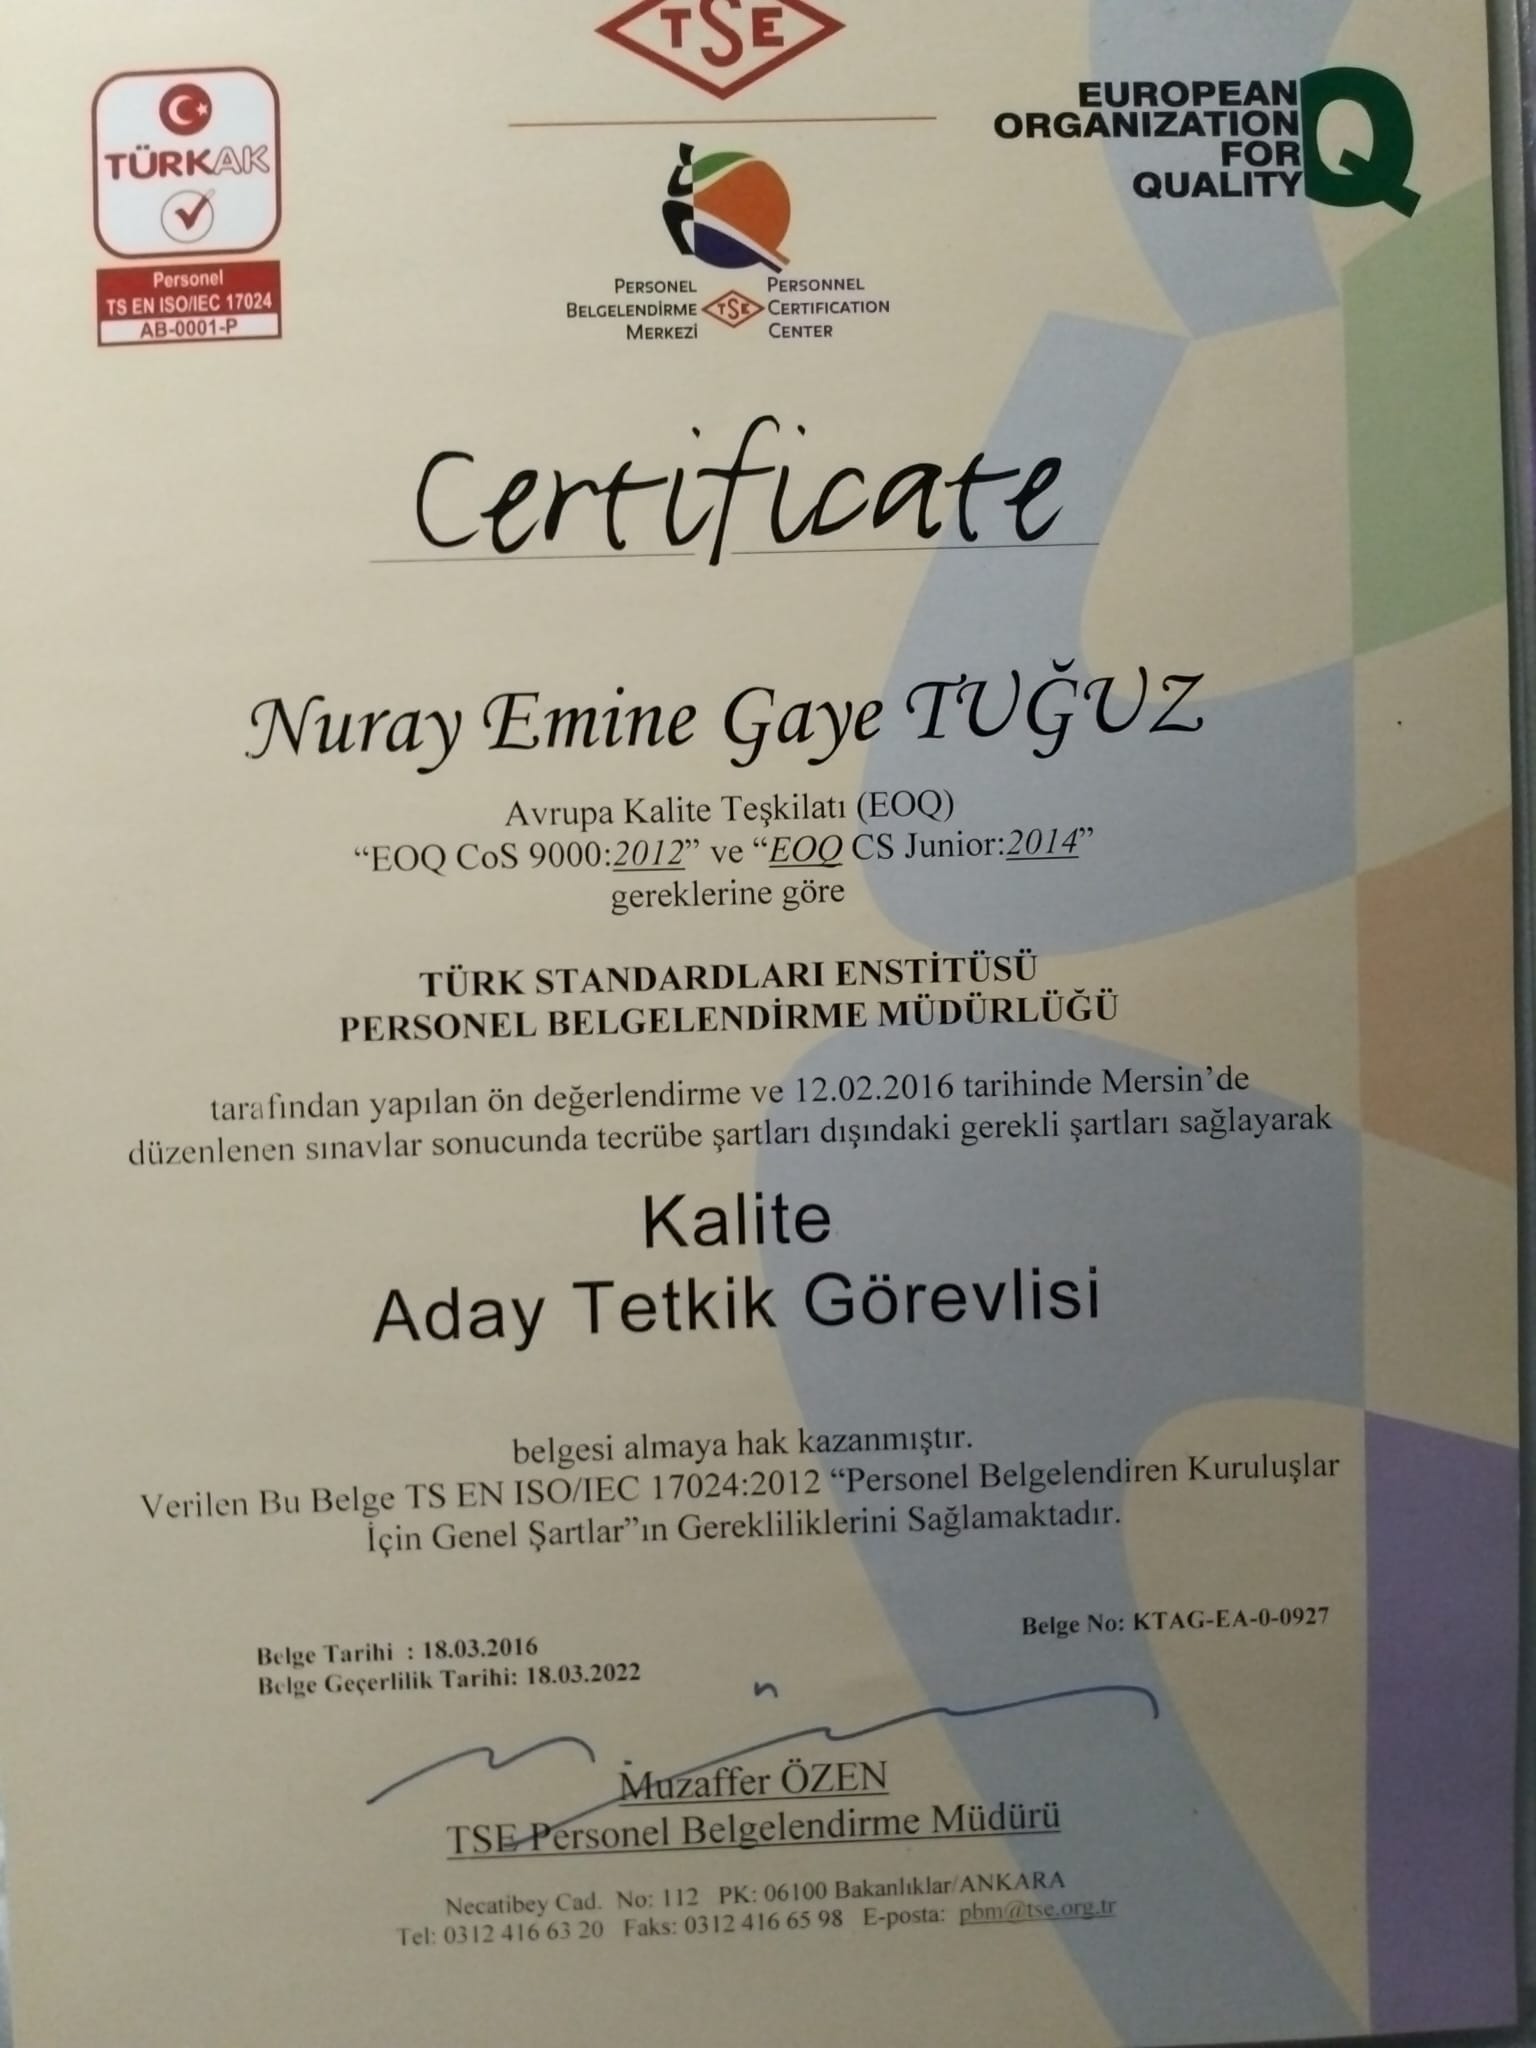 TSE
TÜRKAK
Personel
TS EN ISO/IEC 17024
AB-0001-P
EUROPEAN
ORGANIZATION
FOR
QUALITY
Q
PERSONEL
BELGELENDİRME
MERKEZİ
TSE
PERSONNEL
CERTIFICATION
CENTER
Certificate
Nuray Emine Gaye TUĞUZ
Avrupa Kalite Teşkilatı (EOQ)
“EOQ CoS 9000:2012” ve “EOQ CS Junior:2014”
gereklerine göre
TÜRK STANDARDLARI ENSTİTÜSÜ
PERSONEL BELGELENDİRME MÜDÜRLÜĞÜ
tarafından yapılan ön değerlendirme ve 12.02.2016 tarihinde Mersin’de
düzenlenen sınavlar sonucunda tecrübe şartları dışındaki gerekli şartları sağlayarak
Kalite
Aday Tetkik Görevlisi
belgesi almaya hak kazanmıştır.
Verilen Bu Belge TS EN ISO/IEC 17024:2012 “Personel Belgelendiren Kuruluşlar
İçin Genel Şartlar”ın Gerekliliklerini Sağlamaktadır.
Belge No: KTAG-EA-0-0927
Belge Tarihi : 18.03.2016
Belge Geçerlilik Tarihi: 18.03.2022
Muzaffer ÖZEN
TSE Personel Belgelendirme Müdürü
Necatibey Cad. No: 112 PK: 06100 Bakanlıklar/ANKARA
Tel: 0312 416 63 20 Faks: 0312 416 65 98 E-posta: pbm@tse.org.tr